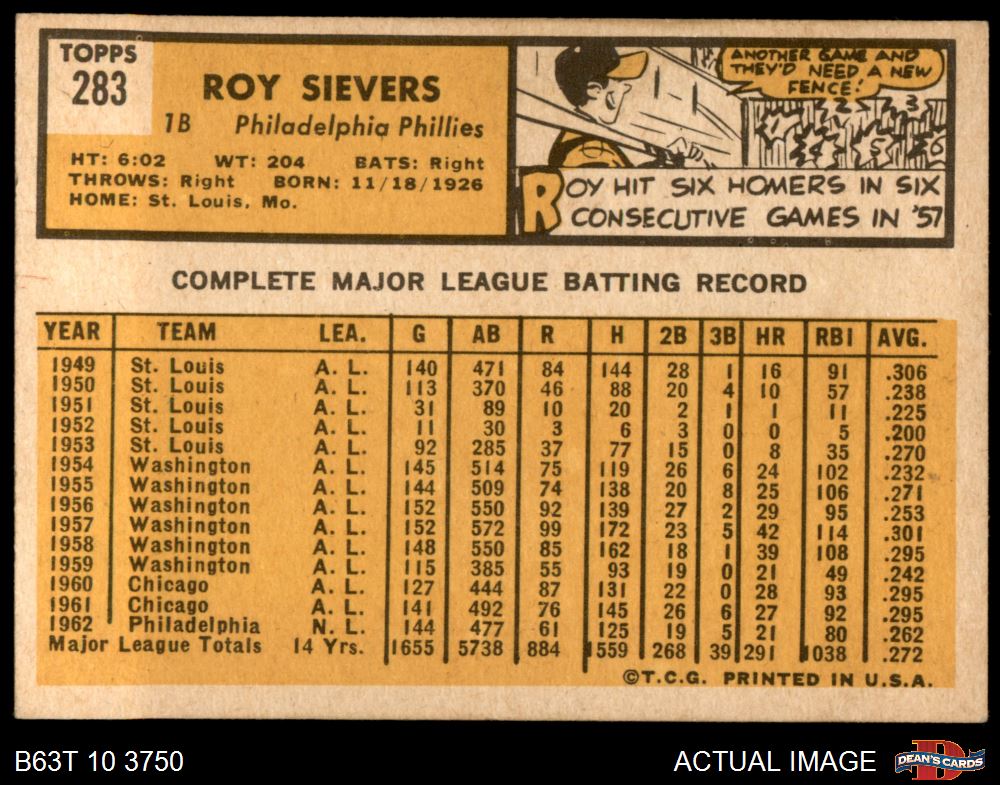 TOPPS
283
ROY SIEVERS
1B Philadelphia Phillies
HT: 6:02 WT: 204 BATS: Right
THROWS: Right BORN: 11/18/1926
HOME: St. Louis, Mo.
ANOTHER GAME AND
THEY'D NEED A NEW
FENCE!
ROY HIT SIX HOMERS IN SIX
CONSECUTIVE GAMES IN '57
COMPLETE MAJOR LEAGUE BATTING RECORD
YEAR TEAM LEA. G AB R H 2B 3B HR RBI AVG.
1949 St. Louis A. L. 140 471 84 144 28 1 16 91 .306
1950 St. Louis A. L. 113 370 46 88 20 4 10 57 .238
1951 St. Louis A. L. 31 89 10 20 2 1 1 11 .225
1952 St. Louis A. L. 11 30 3 6 3 0 0 5 .200
1953 St. Louis A. L. 92 285 37 77 15 0 8 35 .270
1954 Washington A. L. 145 514 75 119 26 6 24 102 .232
1955 Washington A. L. 144 509 74 138 20 8 25 106 .271
1956 Washington A. L. 152 550 92 139 27 2 29 95 .253
1957 Washington A. L. 152 572 99 172 23 5 42 114 .301
1958 Washington A. L. 148 550 85 162 18 1 39 108 .295
1959 Washington A. L. 115 385 55 93 19 0 21 49 .242
1960 Chicago A. L. 127 444 87 131 22 0 28 93 .295
1961 Chicago A. L. 141 492 76 145 26 6 27 92 .295
1962 Philadelphia N. L. 144 477 61 125 19 5 21 80 .262
Major League Totals 14 Yrs. 1655 5738 884 1559 268 39 291 1038 .272
©T.C.G. PRINTED IN U.S.A.
B63T 10 3750
ACTUAL IMAGE
DEAN'S CARDS